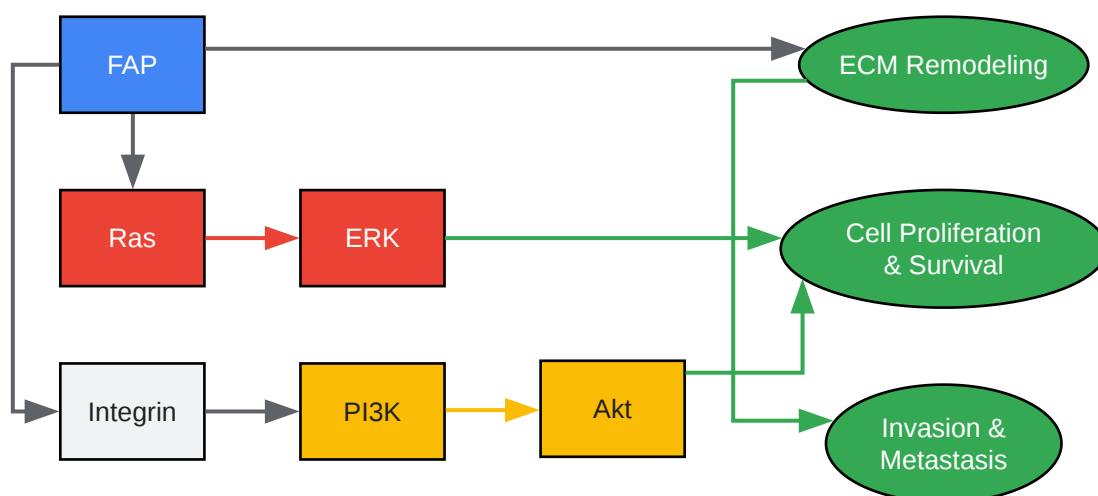 FAP
ECM Remodeling
Ras
ERK
Cell Proliferation
& Survival
Integrin
PI3K
Akt
Invasion &
Metastasis